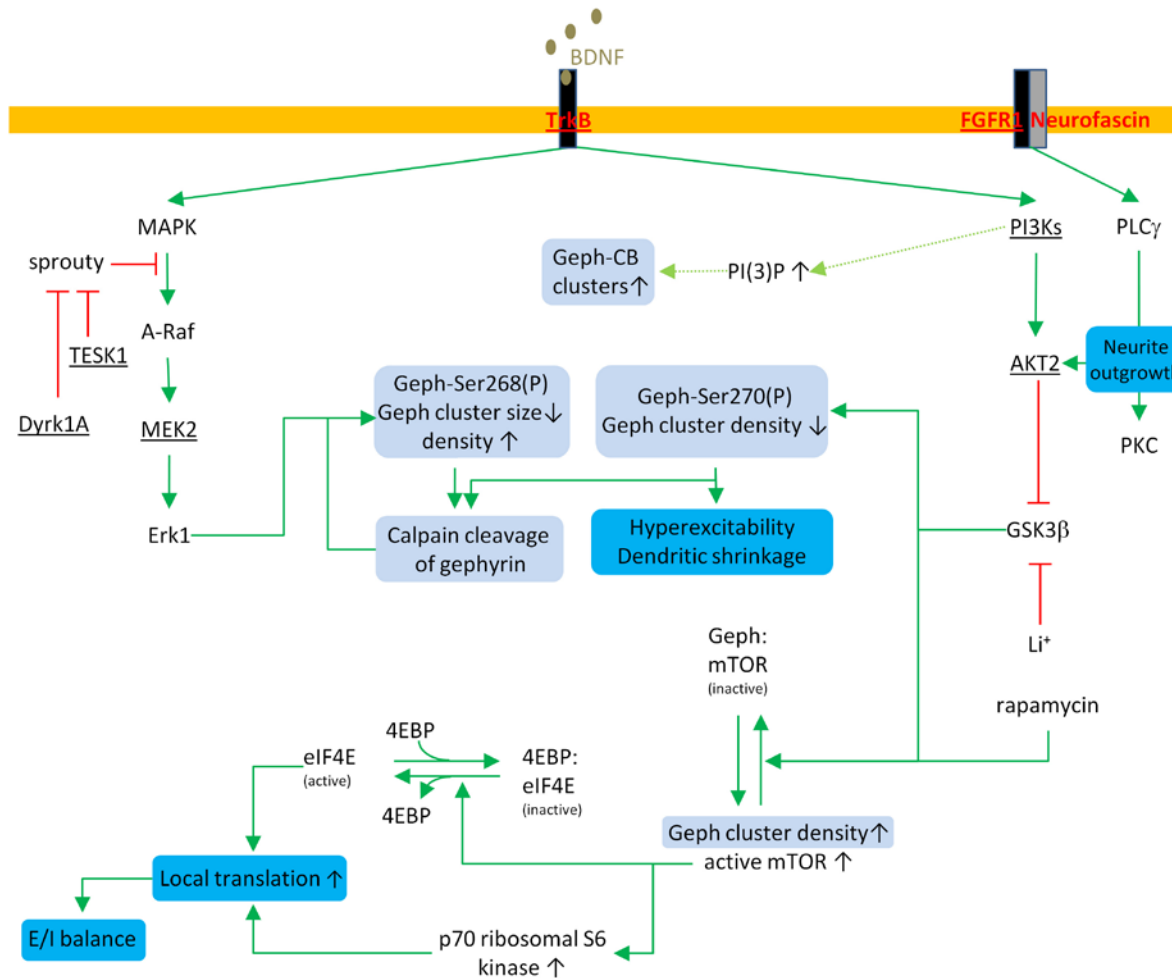 BDNF
TrkB
FGFR1 Neurofascin
MAPK
PI3Ks
PLCγ
sprouty
Geph-CB
clusters↑
PI(3)P ↑
A-Raf
TESK1
Neurite
outgrowth
AKT2
Geph-Ser268(P)
Geph cluster size↓
density ↑
Geph-Ser270(P)
Geph cluster density ↓
Dyrk1A
MEK2
PKC
Erk1
Calpain cleavage
of gephyrin
Hyperexcitability
Dendritic shrinkage
GSK3β
Li⁺
Geph:
mTOR
(inactive)
rapamycin
4EBP
eIF4E
(active)
4EBP:
eIF4E
(inactive)
4EBP
Geph cluster density↑
active mTOR ↑
Local translation ↑
E/I balance
p70 ribosomal S6
kinase ↑